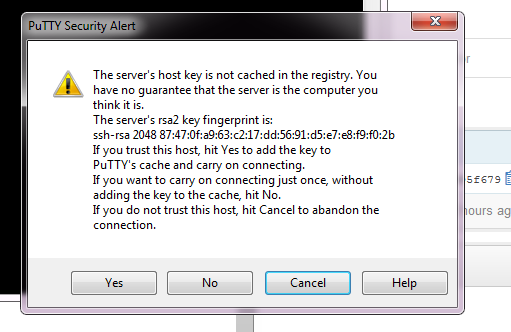 PuTTY Security Alert
The server's host key is not cached in the registry. You
have no guarantee that the server is the computer you
think it is.
The server's rsa2 key fingerprint is:
ssh-rsa 2048 87:47:0f:a9:63:c2:17:dd:56:91:d5:e7:e8:f9:f0:2b
If you trust this host, hit Yes to add the key to
PuTTY's cache and carry on connecting.
If you want to carry on connecting just once, without
adding the key to the cache, hit No.
If you do not trust this host, hit Cancel to abandon the
connection.
Yes No Cancel Help
or
5f679
hours ag